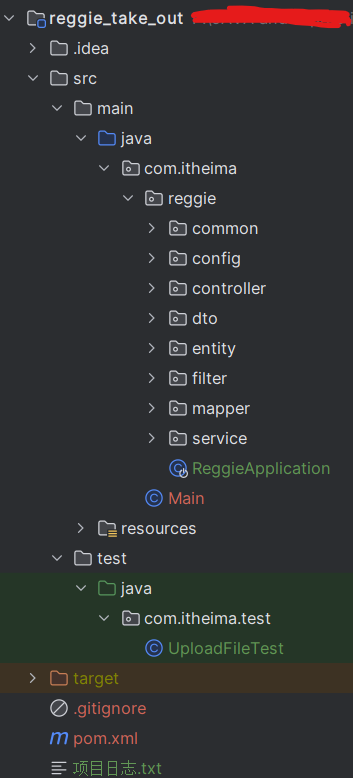 reggie_take_out
.idea
src
main
java
com.itheima
reggie
common
config
controller
dto
entity
filter
mapper
service
ReggieApplication
Main
resources
test
java
com.itheima.test
UploadFileTest
target
.gitignore
pom.xml
项目日志.txt